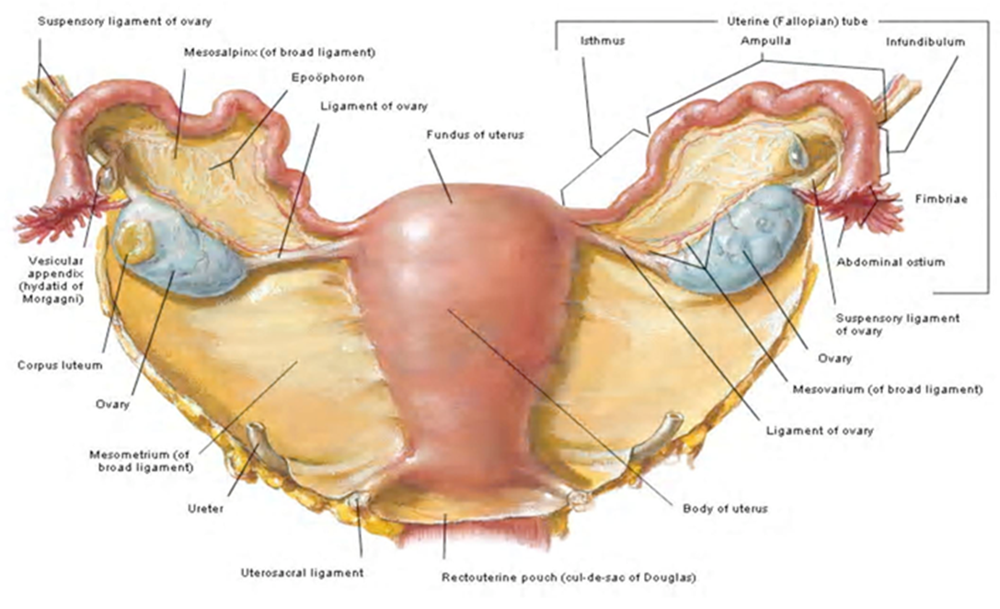 Suspensory ligament of ovary
Uterine (Fallopian) tube
Isthmus
Ampulla
Infundibulum
Mesosalpinx (of broad ligament)
Epoöphoron
Ligament of ovary
Fundus of uterus
Fimbriae
Abdominal ostium
Vesicular
appendix
(hydatid of
Morgagni)
Suspensory ligament
of ovary
Ovary
Corpus luteum
Mesovarium (of broad ligament)
Ovary
Ligament of ovary
Mesometrium (of
broad ligament)
Ureter
Body of uterus
Uterosacral ligament
Rectouterine pouch (cul-de-sac of Douglas)